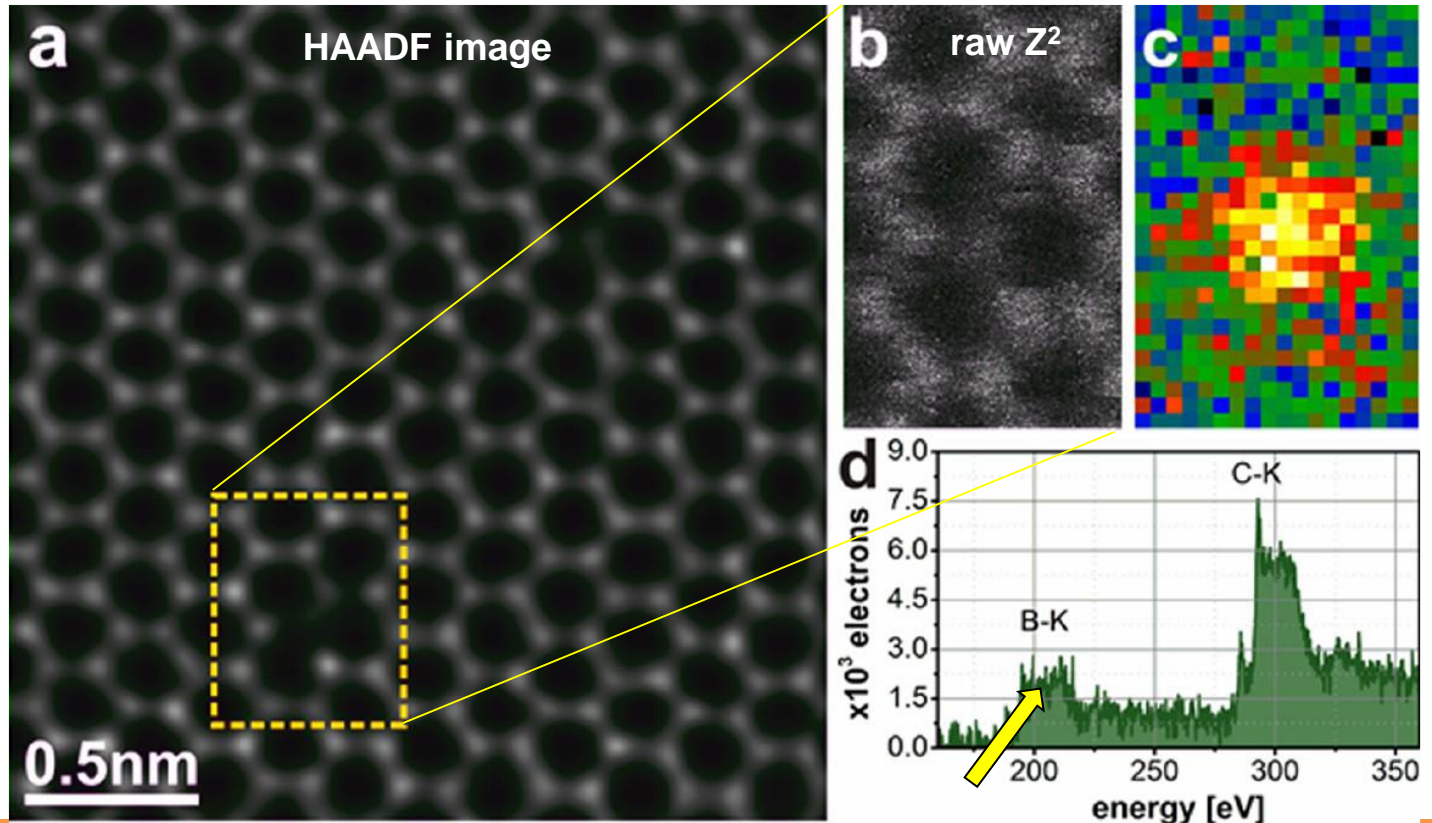 a
HAADF image
0.5nm
b
raw Z²
c
d
9.0
7.5
6.0
4.5
3.0
1.5
0.0
x10³ electrons
B-K
C-K
200
250
300
350
energy [eV]